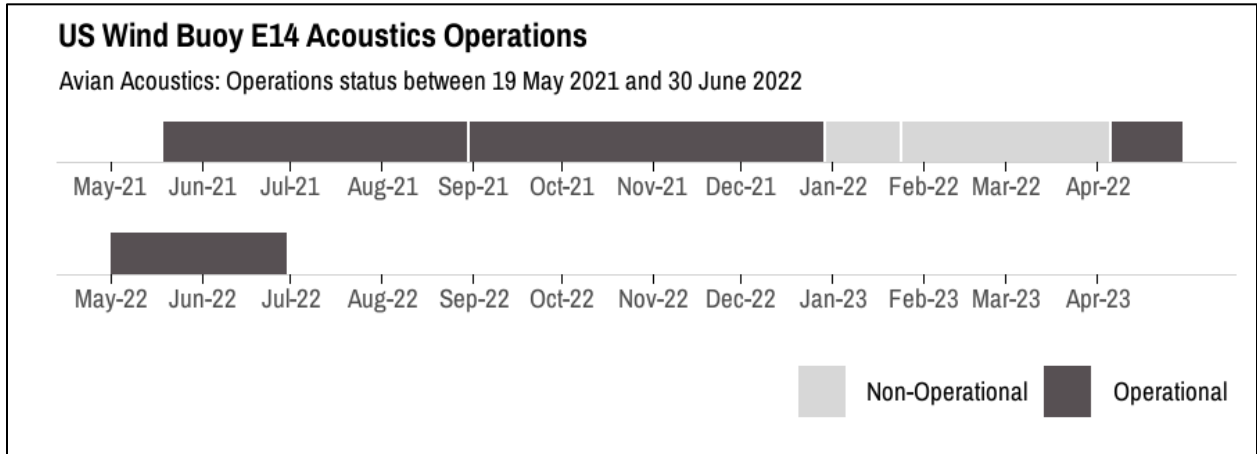 US Wind Buoy E14 Acoustics Operations
Avian Acoustics: Operations status between 19 May 2021 and 30 June 2022
May-21 Jun-21 Jul-21 Aug-21 Sep-21 Oct-21 Nov-21 Dec-21 Jan-22 Feb-22 Mar-22 Apr-22
May-22 Jun-22 Jul-22 Aug-22 Sep-22 Oct-22 Nov-22 Dec-22 Jan-23 Feb-23 Mar-23 Apr-23
Non-Operational Operational